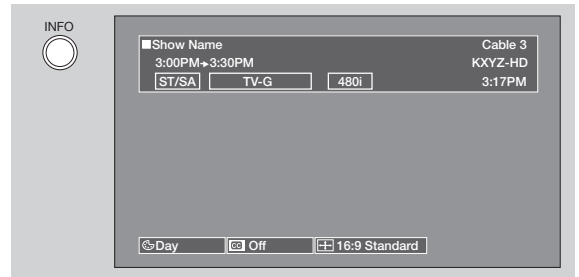 INFO
■Show Name Cable 3
3:00PM→3:30PM KXYZ-HD
ST/SA TV-G 480i 3:17PM
Day CC Off 16:9 Standard